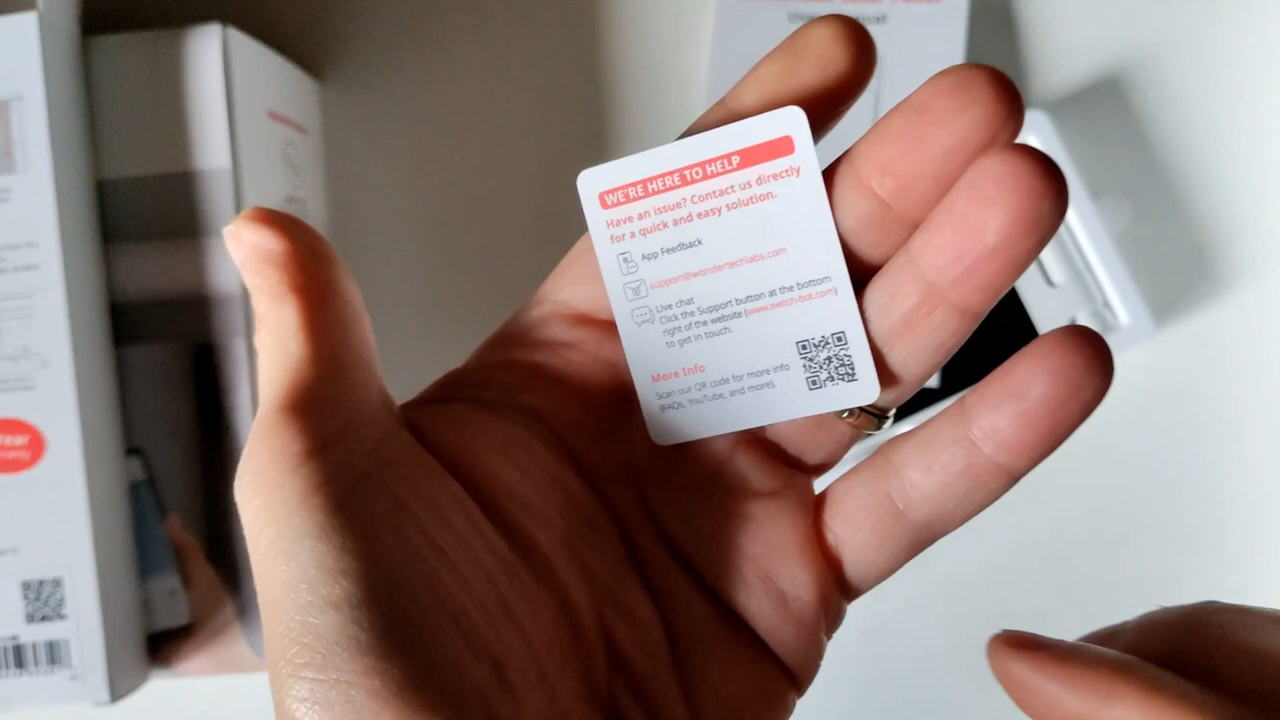 WE'RE HERE TO HELP
Have an issue? Contact us directly
for a quick and easy solution.
App Feedback
support@wondertechlabs.com
Live chat
Click the Support button at the bottom
right of the website (www.switch-bot.com)
to get in touch.
More Info
Scan our QR code for more info
(FAQs, YouTube, and more).